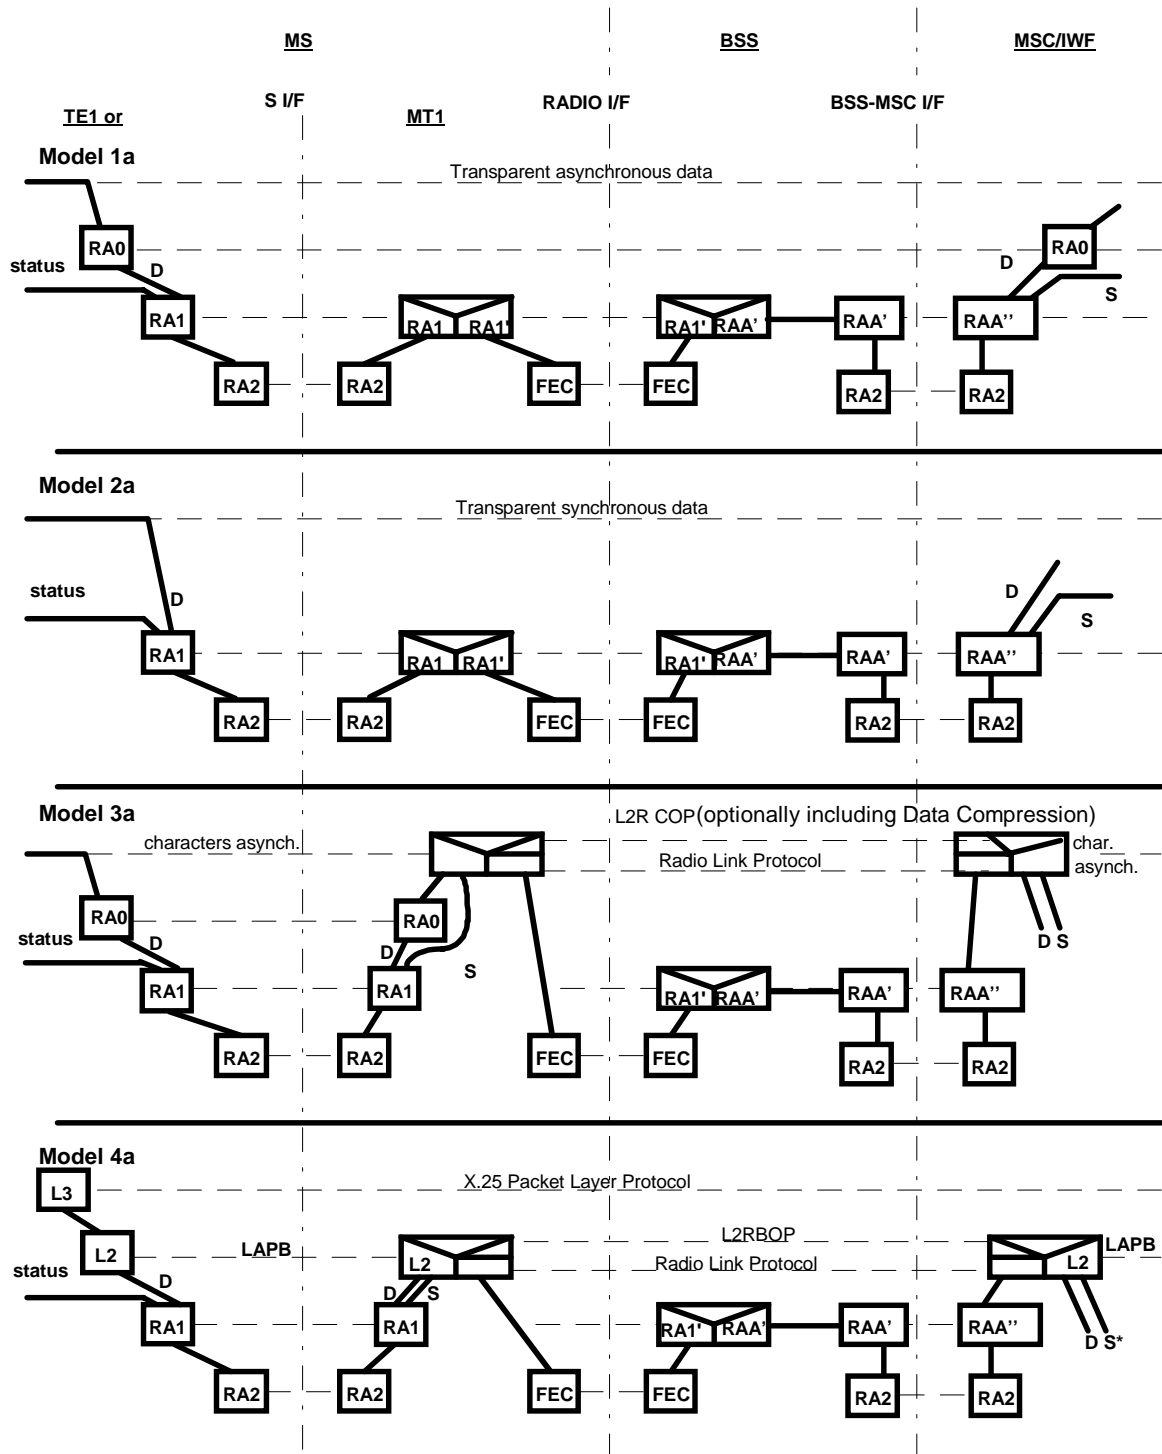 MS BSS MSC/IWF
S I/F RADIO I/F BSS-MSC I/F
TE1 or MT1
Model 1a
Transparent asynchronous data
RA0 RA0
status D D S
RA1 RA1 RA1' RA1' RAA' RAA' RAA''
RA2 RA2 FEC FEC RA2 RA2
Model 2a
Transparent synchronous data
status D D S
RA1 RA1 RA1' RA1' RAA' RAA' RAA''
RA2 RA2 FEC FEC RA2 RA2
Model 3a
L2R COP(optionally including Data Compression)
characters asynch. char.
Radio Link Protocol asynch.
RA0 RA0
status D D S D S
RA1 RA1 RA1' RAA' RAA' RAA''
RA2 RA2 FEC FEC RA2 RA2
Model 4a
L3 X.25 Packet Layer Protocol
L2RBOP
L2 LAPB L2 L2 LAPB
Radio Link Protocol
status D D S
RA1 RA1 RA1' RAA' RAA' RAA'' D S*
RA2 RA2 FEC FEC RA2 RA2